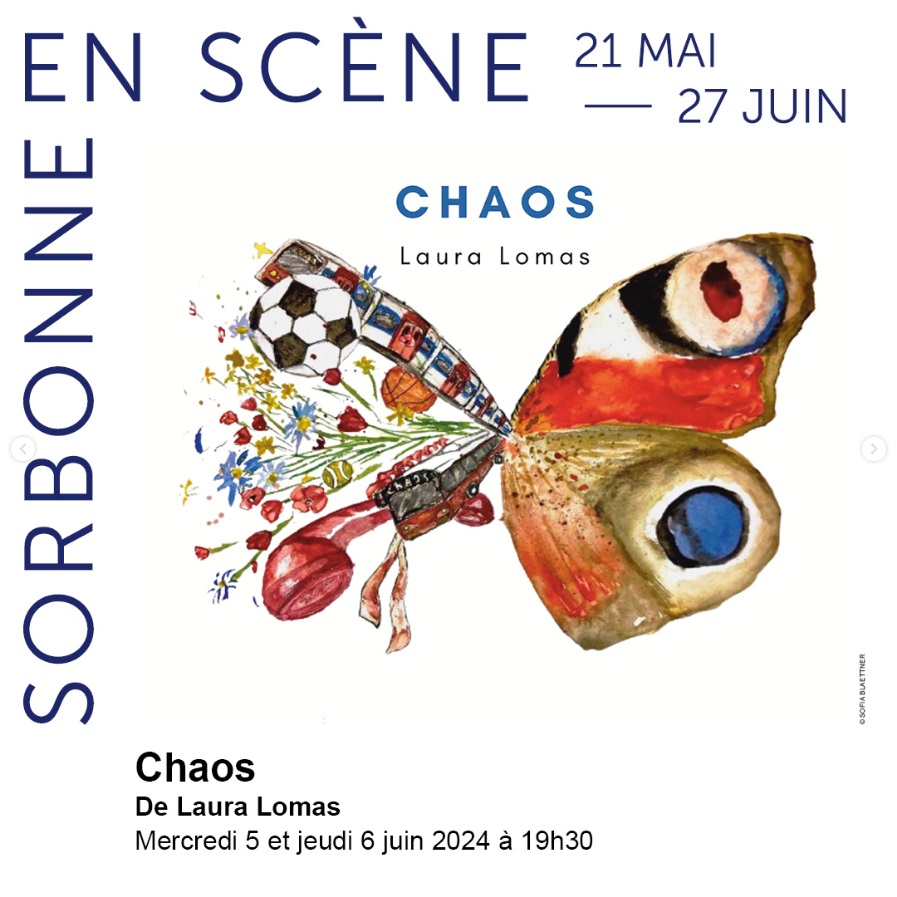 SORBONNE
EN SCÈNE
21 MAI
— 27 JUIN
CHAOS
Laura Lomas
CHAOS
© SOFIA BLAETTNER
Chaos
De Laura Lomas
Mercredi 5 et jeudi 6 juin 2024 à 19h30